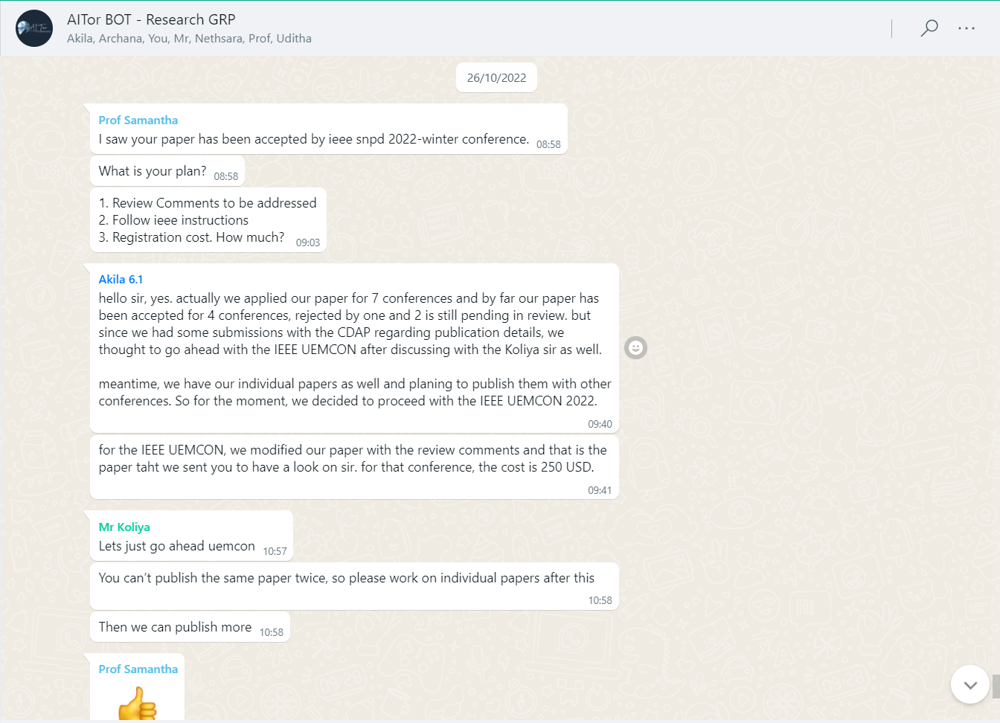 AITor BOT - Research GRP
Akila, Archana, You, Mr, Nethsara, Prof, Uditha
26/10/2022
Prof Samantha
I saw your paper has been accepted by ieee snpd 2022-winter conference. 08:58
What is your plan? 08:58
1. Review Comments to be addressed
2. Follow ieee instructions
3. Registration cost. How much? 09:03
Akila 6.1
hello sir, yes. actually we applied our paper for 7 conferences and by far our paper has
been accepted for 4 conferences, rejected by one and 2 is still pending in review. but
since we had some submissions with the CDAP regarding publication details, we
thought to go ahead with the IEEE UEMCON after discussing with the Koliya sir as well.
meantime, we have our individual papers as well and planing to publish them with other
conferences. So for the moment, we decided to proceed with the IEEE UEMCON 2022.
09:40
for the IEEE UEMCON, we modified our paper with the review comments and that is the
paper taht we sent you to have a look on sir. for that conference, the cost is 250 USD.
09:41
Mr Koliya
Lets just go ahead uemcon 10:57
You can't publish the same paper twice, so please work on individual papers after this
10:58
Then we can publish more 10:58
Prof Samantha